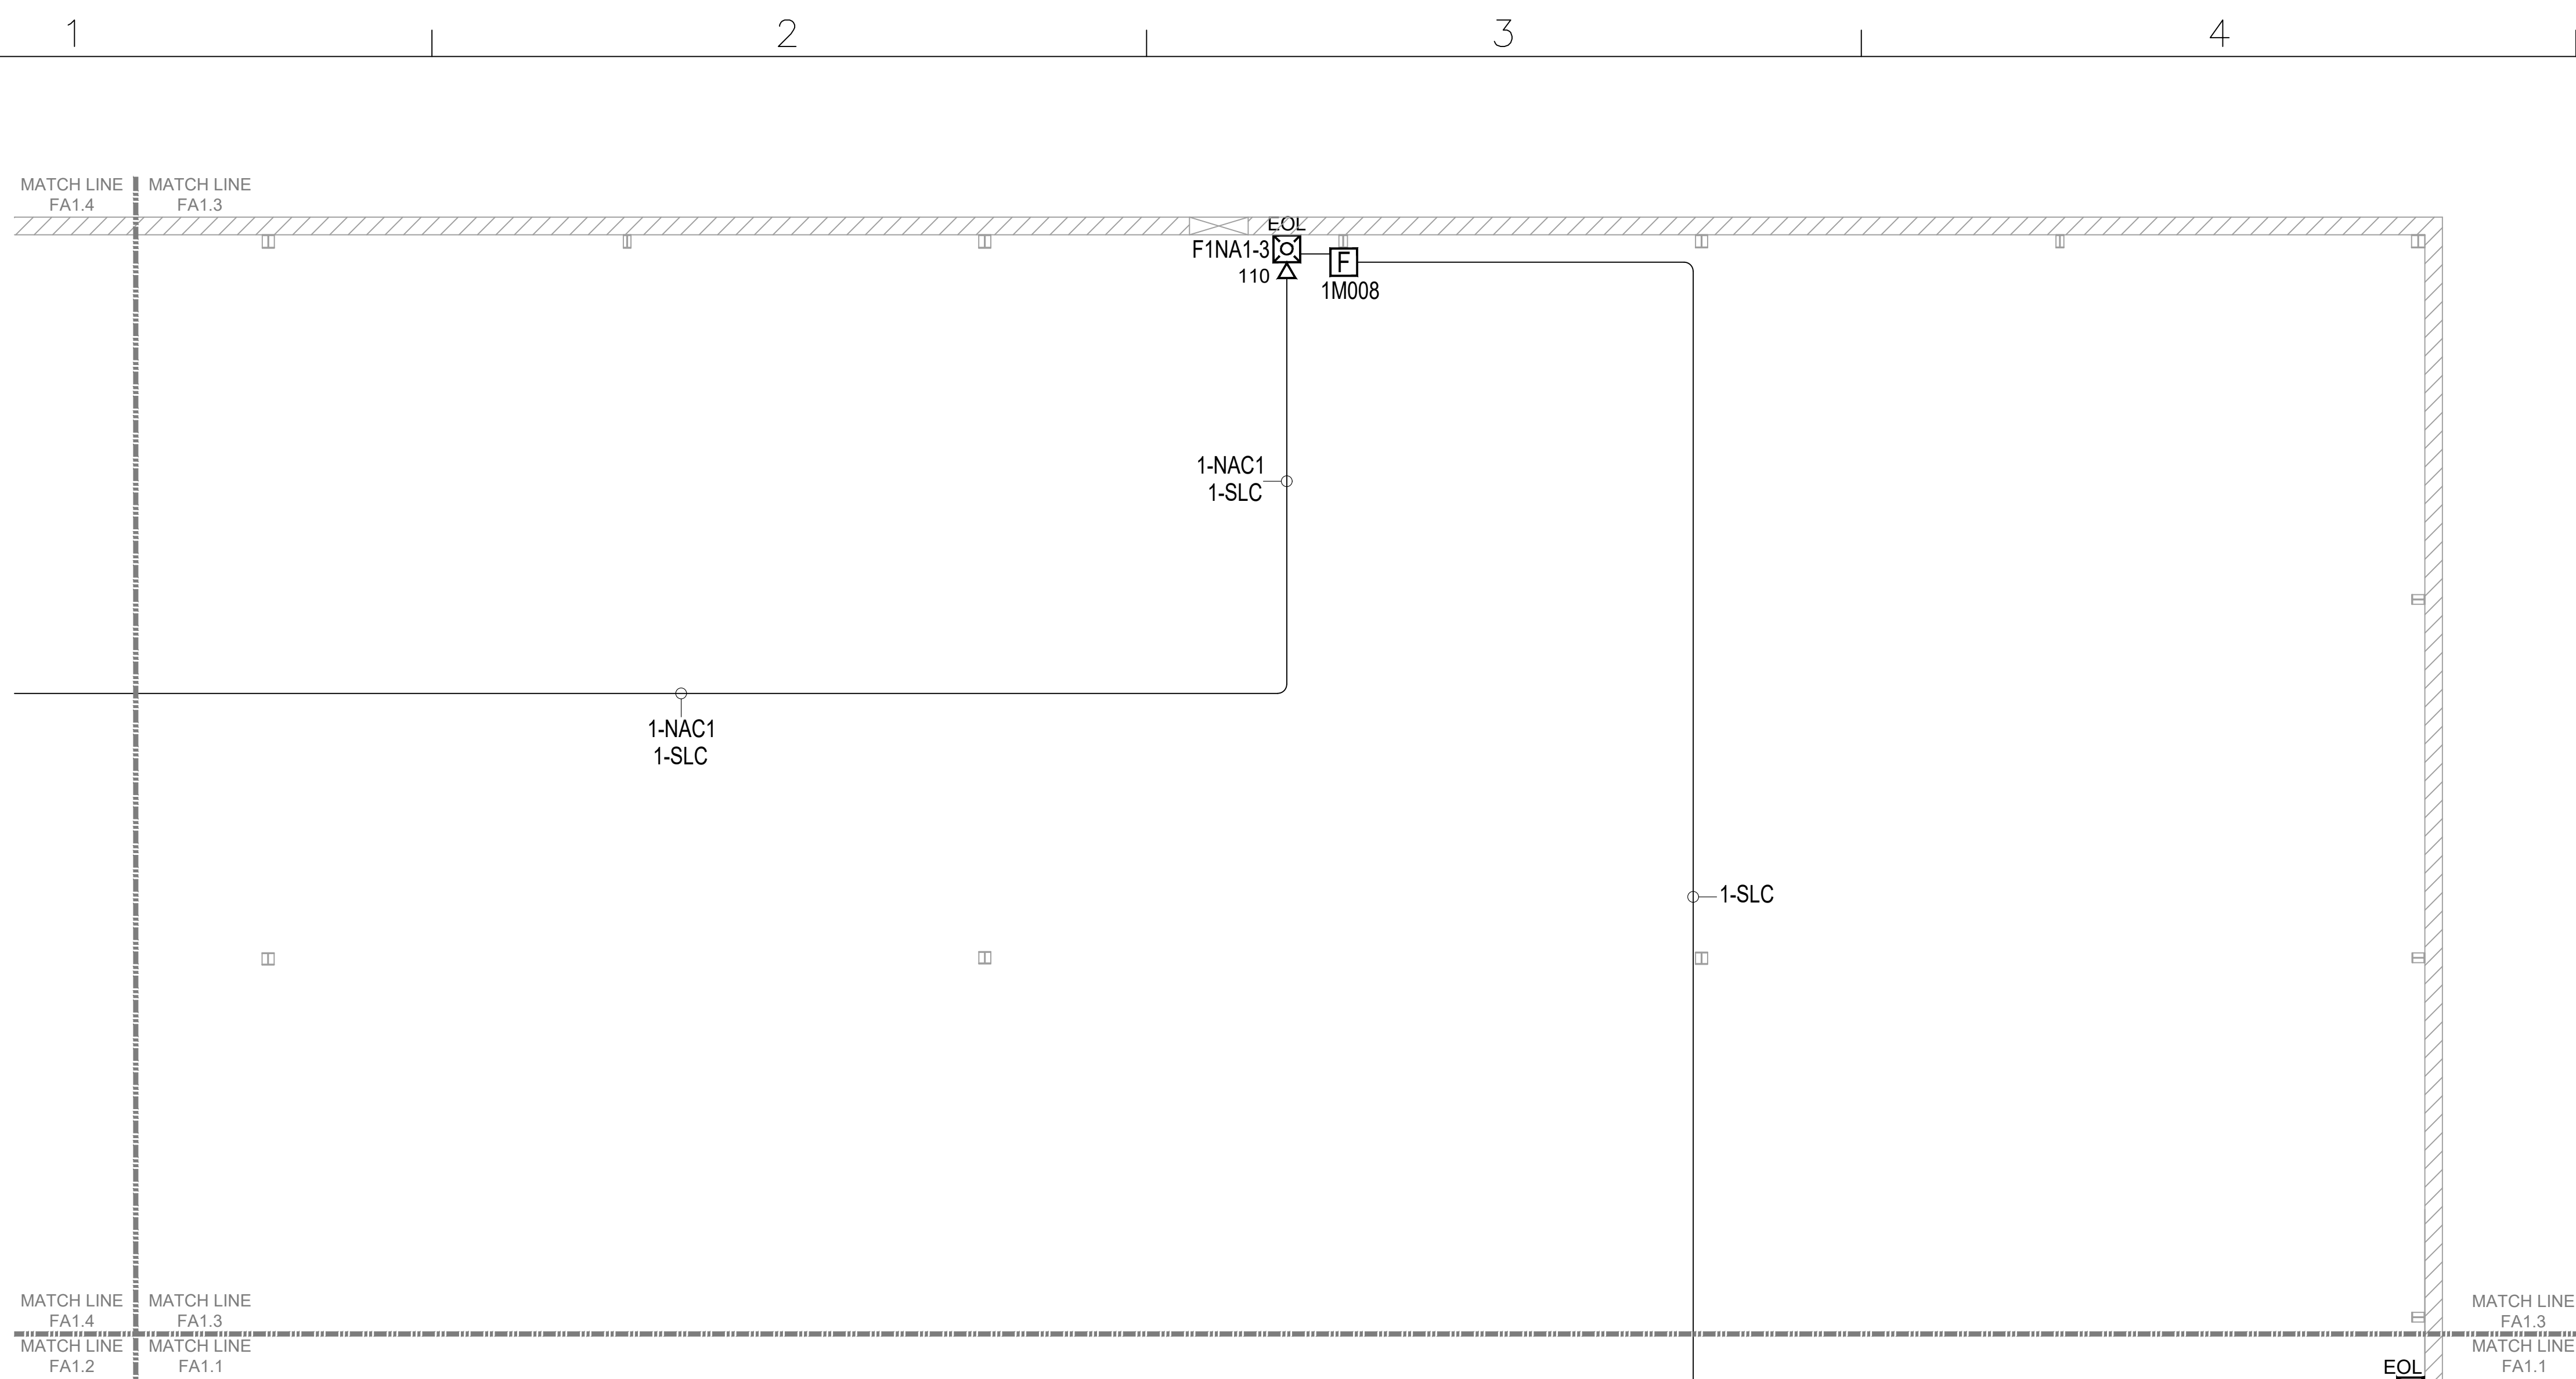 1
2
3
4
MATCH LINE
FA1.4
MATCH LINE
FA1.3
EOL
F1NA1-3
110
F
1M008
1-NAC1
1-SLC
1-NAC1
1-SLC
1-SLC
MATCH LINE
FA1.4
MATCH LINE
FA1.3
MATCH LINE
FA1.3
MATCH LINE
FA1.2
MATCH LINE
FA1.1
MATCH LINE
FA1.1
EOL